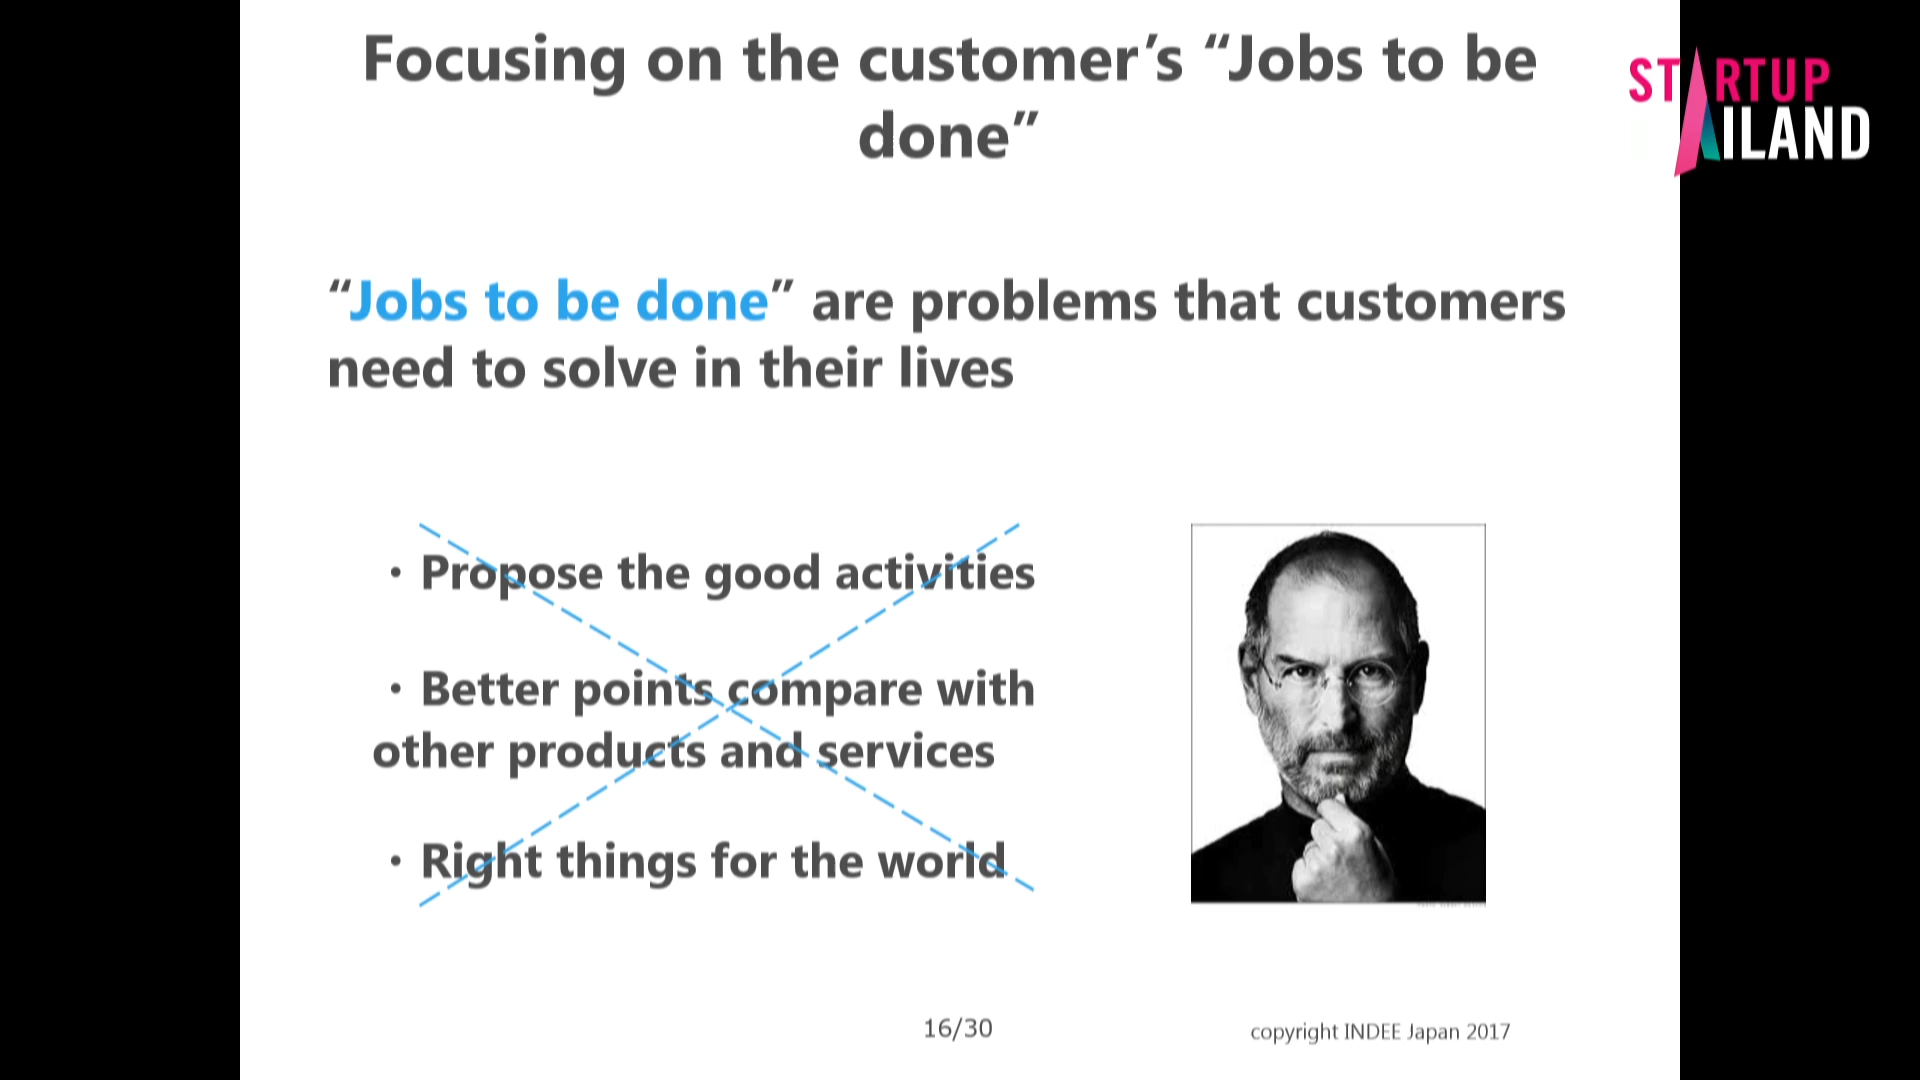 Focusing on the customer’s “Jobs to be
done”
STARTUP
AILAND
“Jobs to be done” are problems that customers
need to solve in their lives
・Propose the good activities
・Better points compare with
other products and services
・Right things for the world
16/30
copyright INDEE Japan 2017